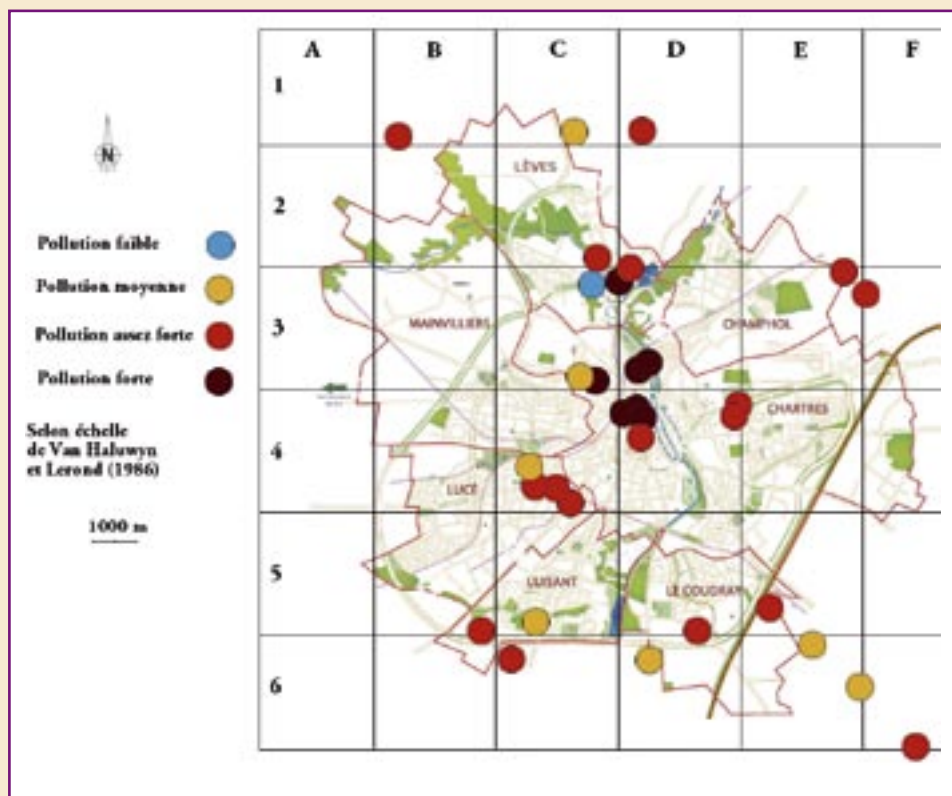 A B C D E F
1
N
LÈVES
2
Pollution faible
Pollution moyenne
MAINVILLIERS
3
CHAMPHOL
Pollution assez forte
Pollution forte
CHARTRES
Selon échelle
de Van Haluwyn
et Lerond (1986)
4
LUCÉ
1000 m
5
LUISANT
LE COUDRAY
6